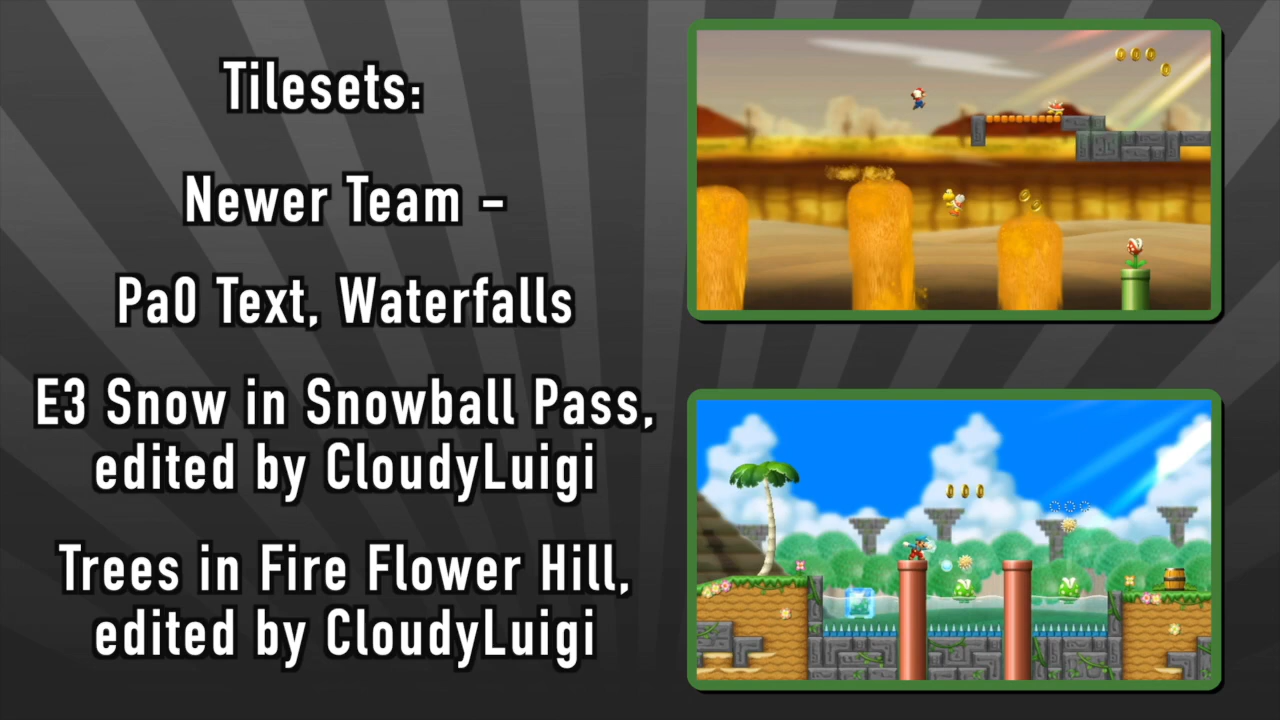 Tilesets:
Newer Team -
Pa0 Text, Waterfalls
E3 Snow in Snowball Pass,
edited by CloudyLuigi
Trees in Fire Flower Hill,
edited by CloudyLuigi